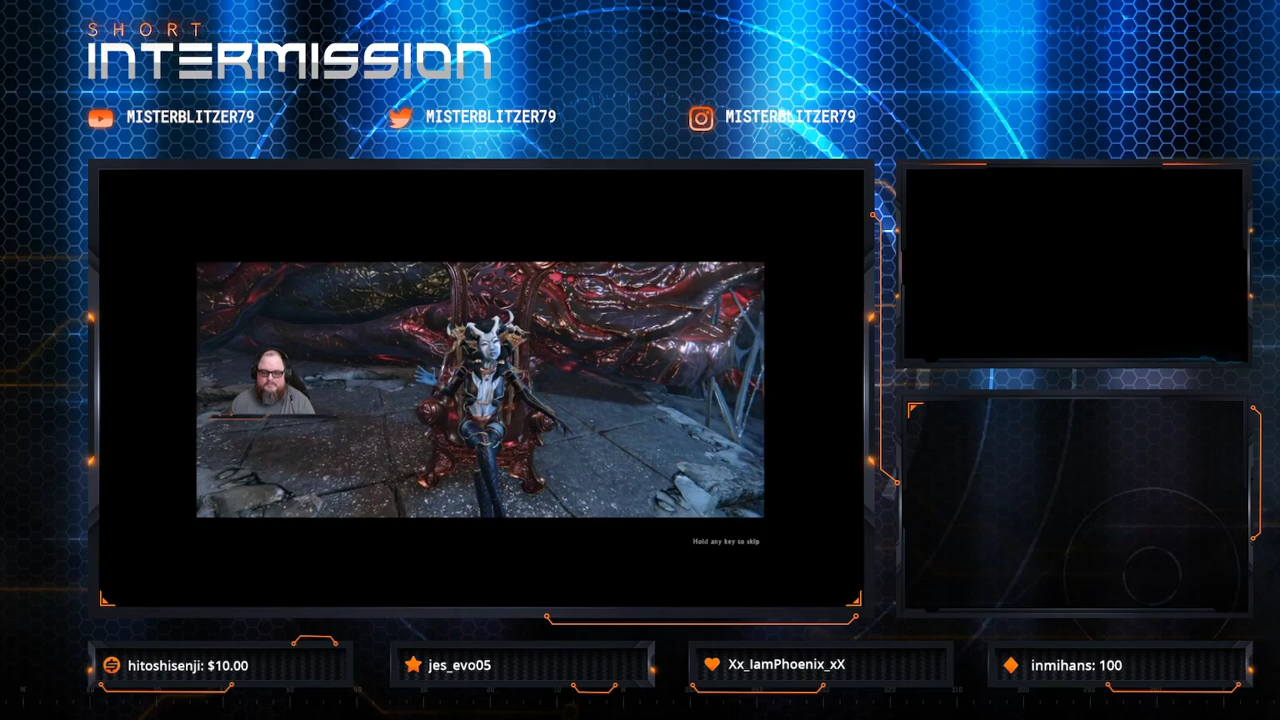 SHORT
INTERMISSION
MISTERBLITZER79
MISTERBLITZER79
MISTERBLITZER79
Hold any key to skip
hitoshisenji: $10.00
jes_evo05
Xx_IamPhoenix_xX
inmihans: 100